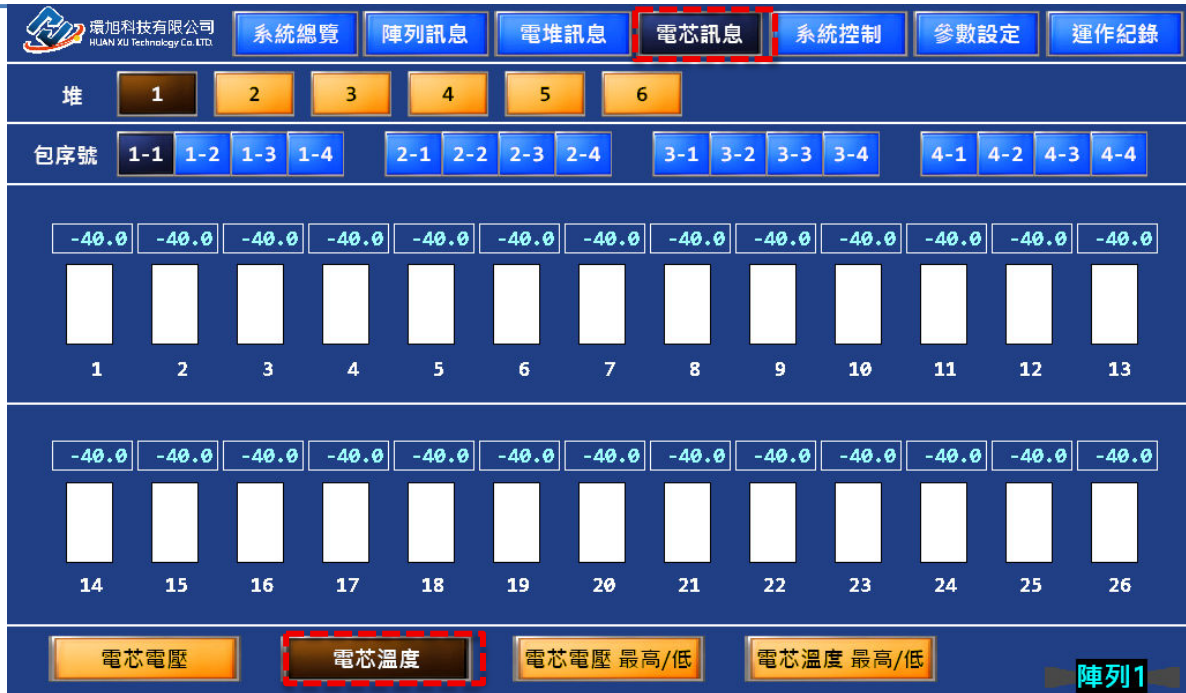 環旭科技有限公司
HUAN XU Technology Co. LTD.
系統總覽 陣列訊息 電堆訊息 電芯訊息 系統控制 參數設定 運作紀錄
堆 1 2 3 4 5 6
包序號 1-1 1-2 1-3 1-4 2-1 2-2 2-3 2-4 3-1 3-2 3-3 3-4 4-1 4-2 4-3 4-4
-40.0 -40.0 -40.0 -40.0 -40.0 -40.0 -40.0 -40.0 -40.0 -40.0 -40.0 -40.0 -40.0
1 2 3 4 5 6 7 8 9 10 11 12 13
-40.0 -40.0 -40.0 -40.0 -40.0 -40.0 -40.0 -40.0 -40.0 -40.0 -40.0 -40.0 -40.0
14 15 16 17 18 19 20 21 22 23 24 25 26
電芯電壓 電芯溫度 電芯電壓 最高/低 電芯溫度 最高/低
陣列1